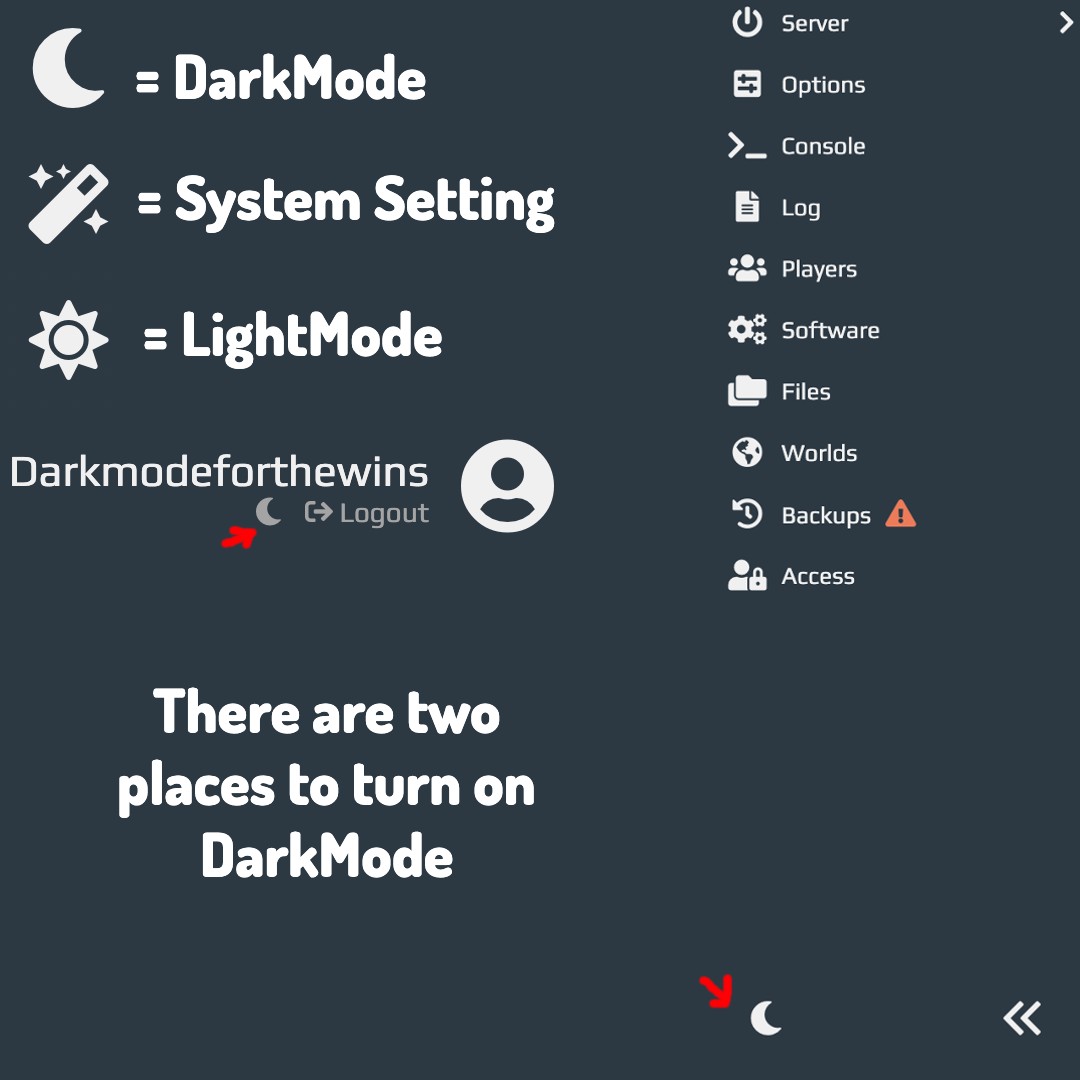 = DarkMode
= System Setting
= LightMode
Darkmodeforthewins
Logout
There are two
places to turn on
DarkMode
Server
Options
Console
Log
Players
Software
Files
Worlds
Backups
Access